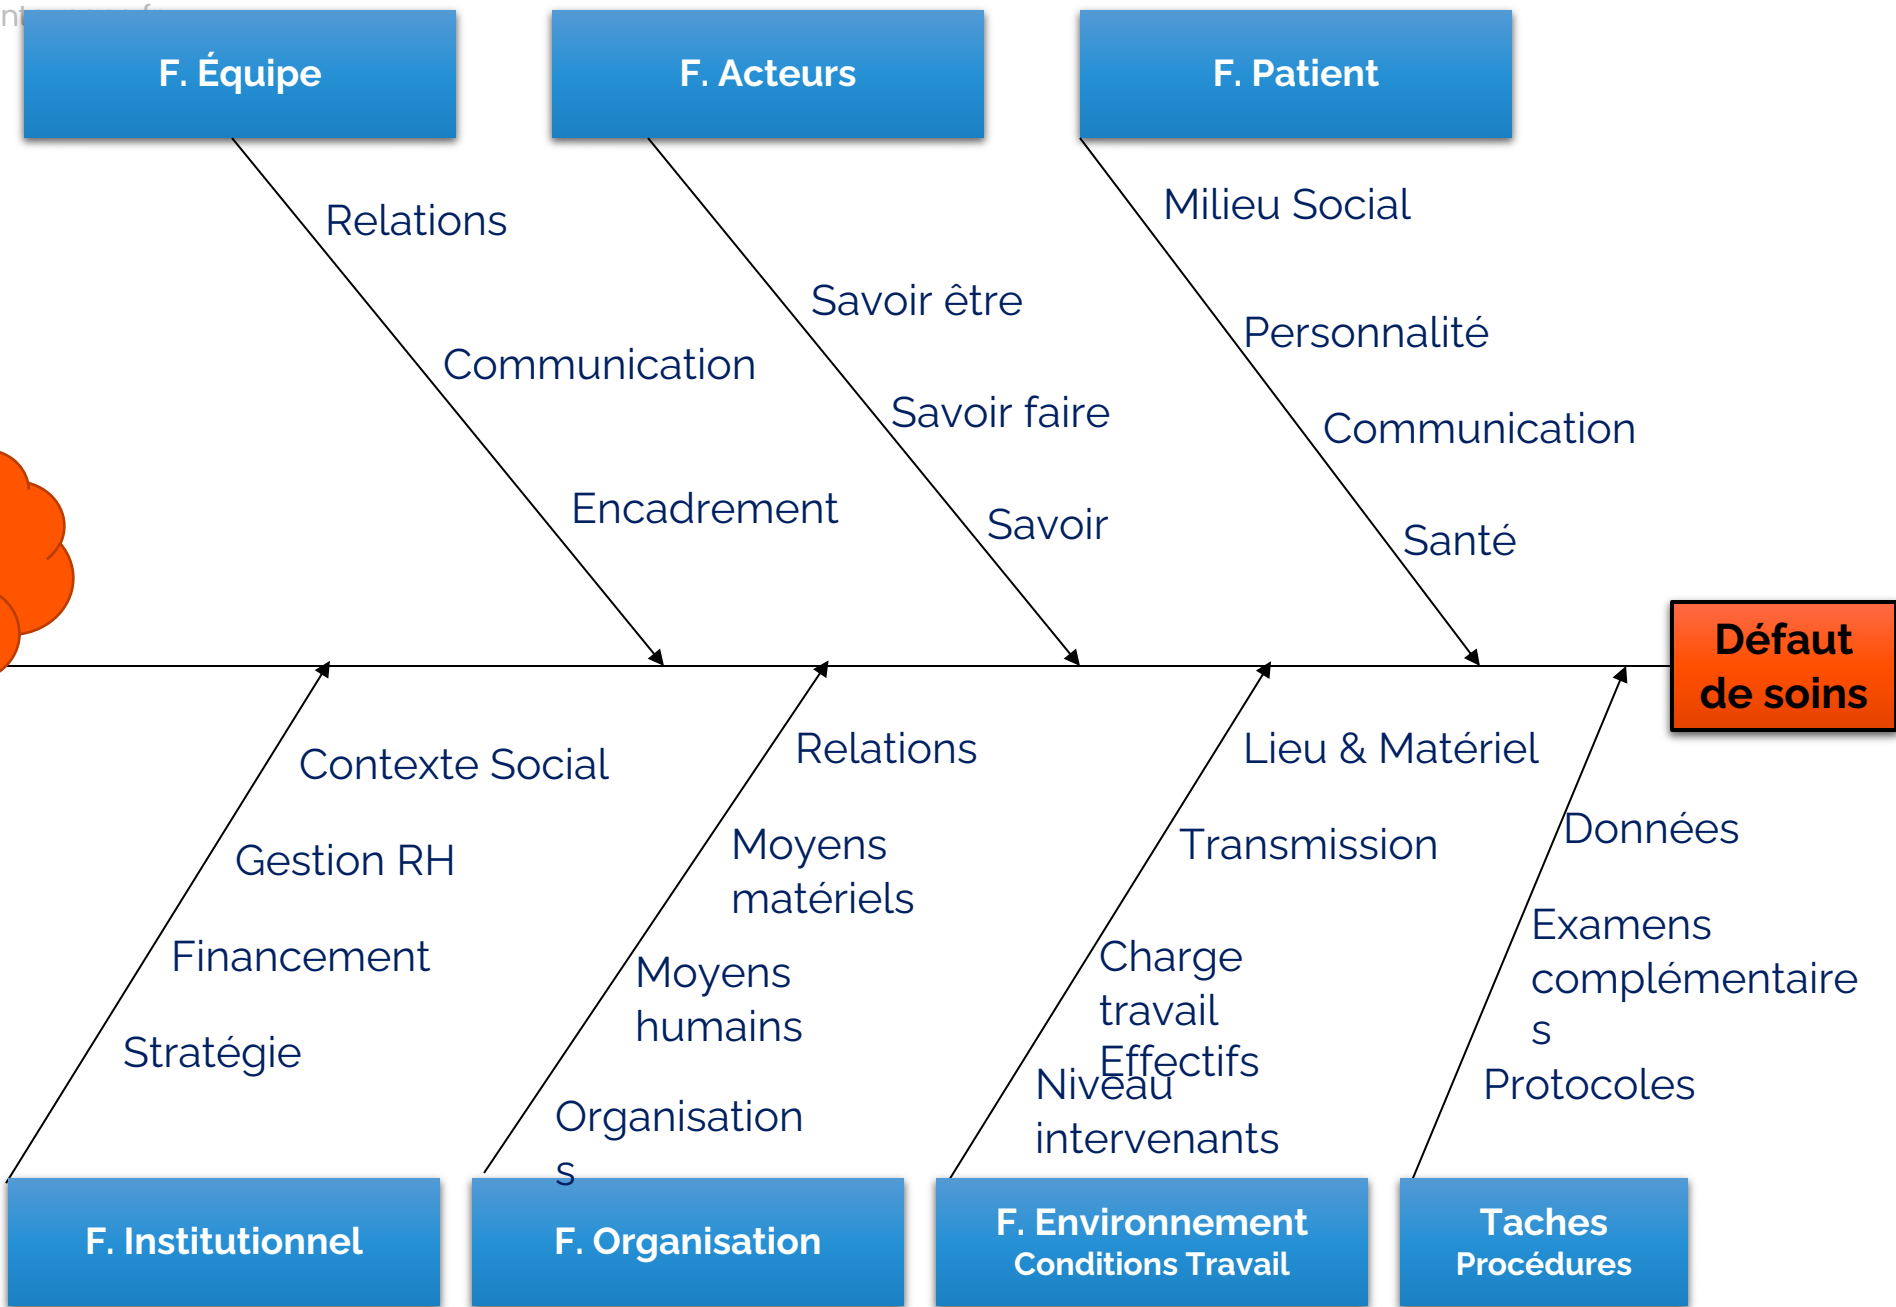 F. Équipe
F. Acteurs
F. Patient
Relations
Communication
Encadrement
Savoir être
Savoir faire
Savoir
Milieu Social
Personnalité
Communication
Santé
Défaut
de soins
Contexte Social
Gestion RH
Financement
Stratégie
Relations
Moyens
matériels
Moyens
humains
Organisation
s
Lieu & Matériel
Transmission
Charge
travail
Effectifs
Niveau
intervenants
Données
Examens
complémentaire
s
Protocoles
F. Institutionnel
F. Organisation
F. Environnement
Conditions Travail
Taches
Procédures